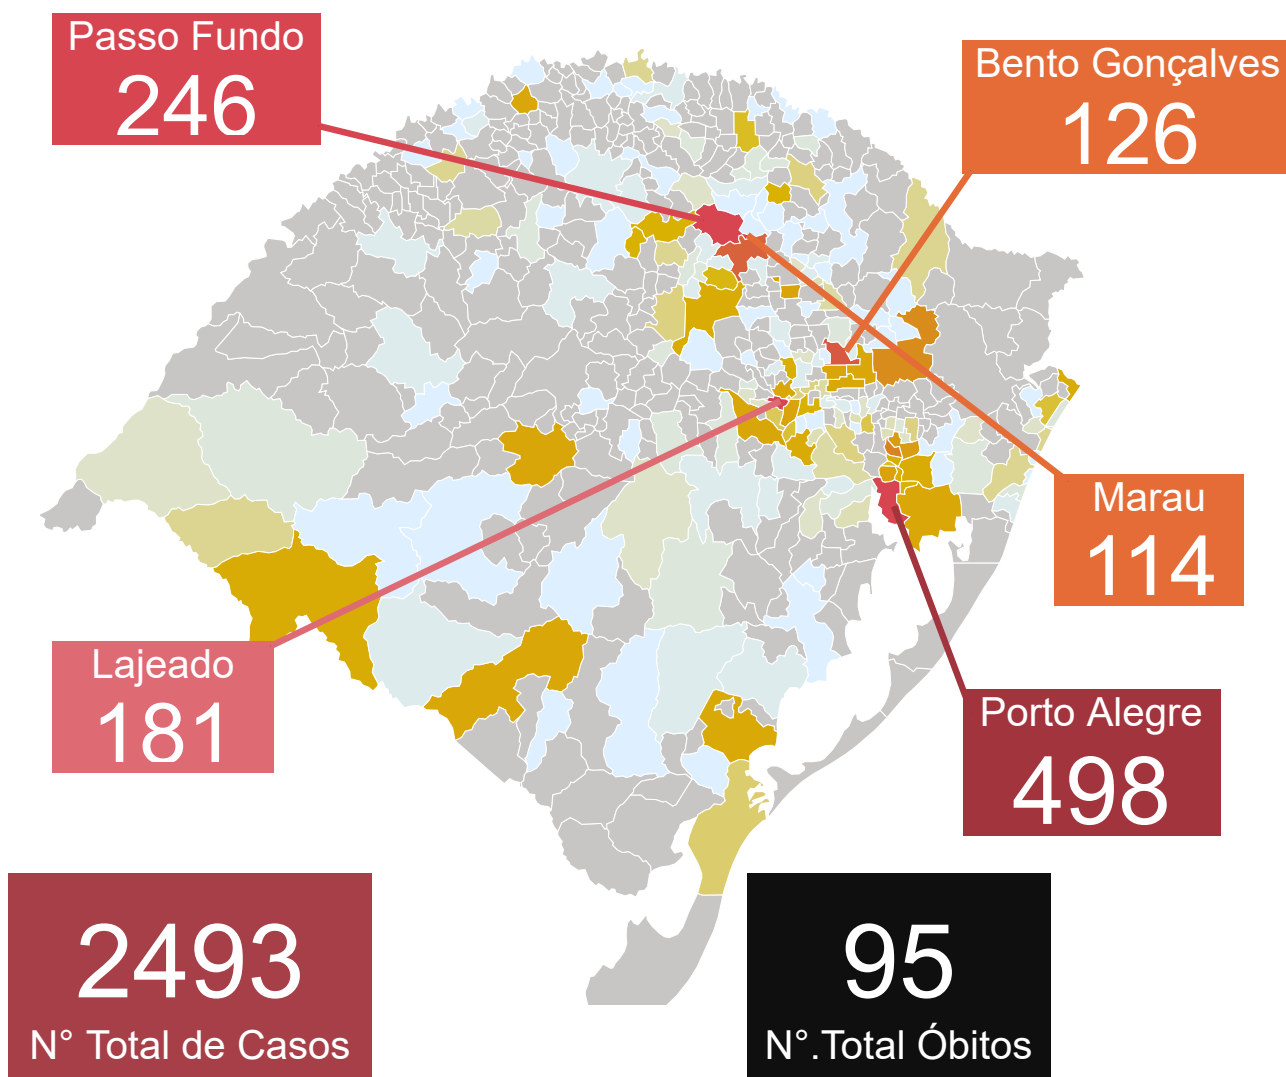 Passo Fundo
246
Bento Gonçalves
126
Marau
114
Lajeado
181
Porto Alegre
498
2493
N° Total de Casos
95
N°.Total Óbitos